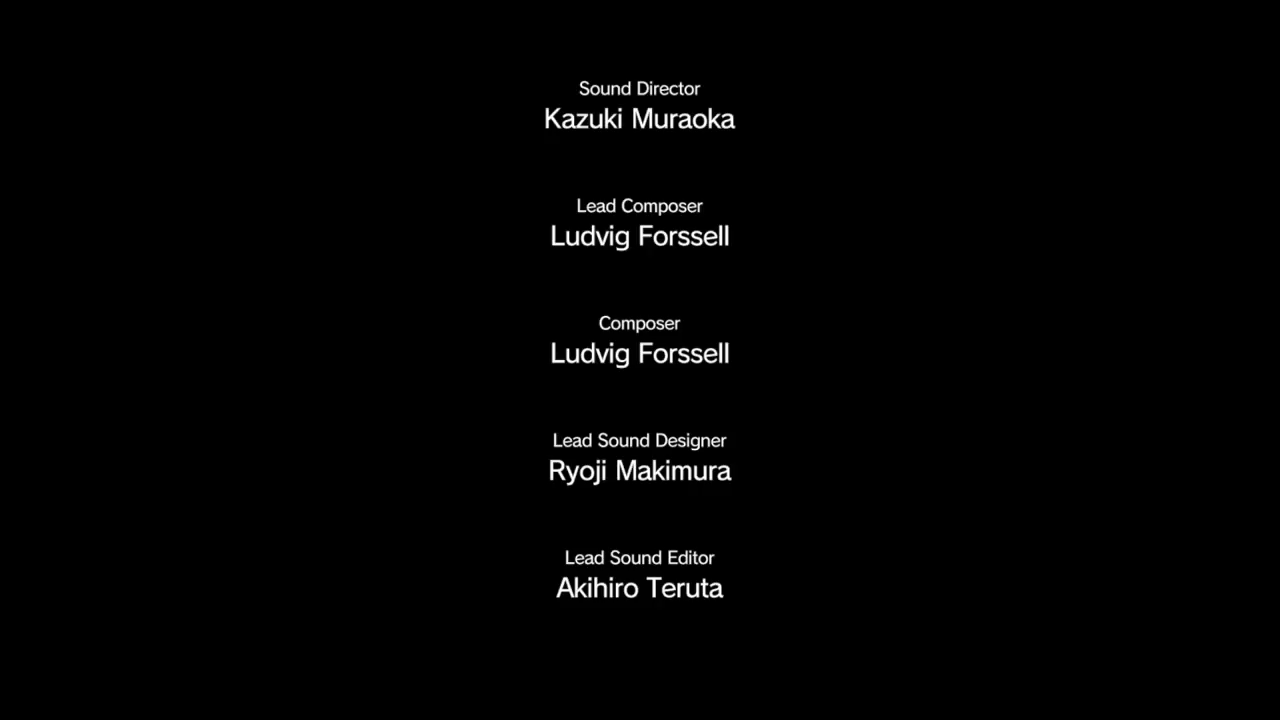 Sound Director
Kazuki Muraoka
Lead Composer
Ludvig Forssell
Composer
Ludvig Forssell
Lead Sound Designer
Ryoji Makimura
Lead Sound Editor
Akihiro Teruta